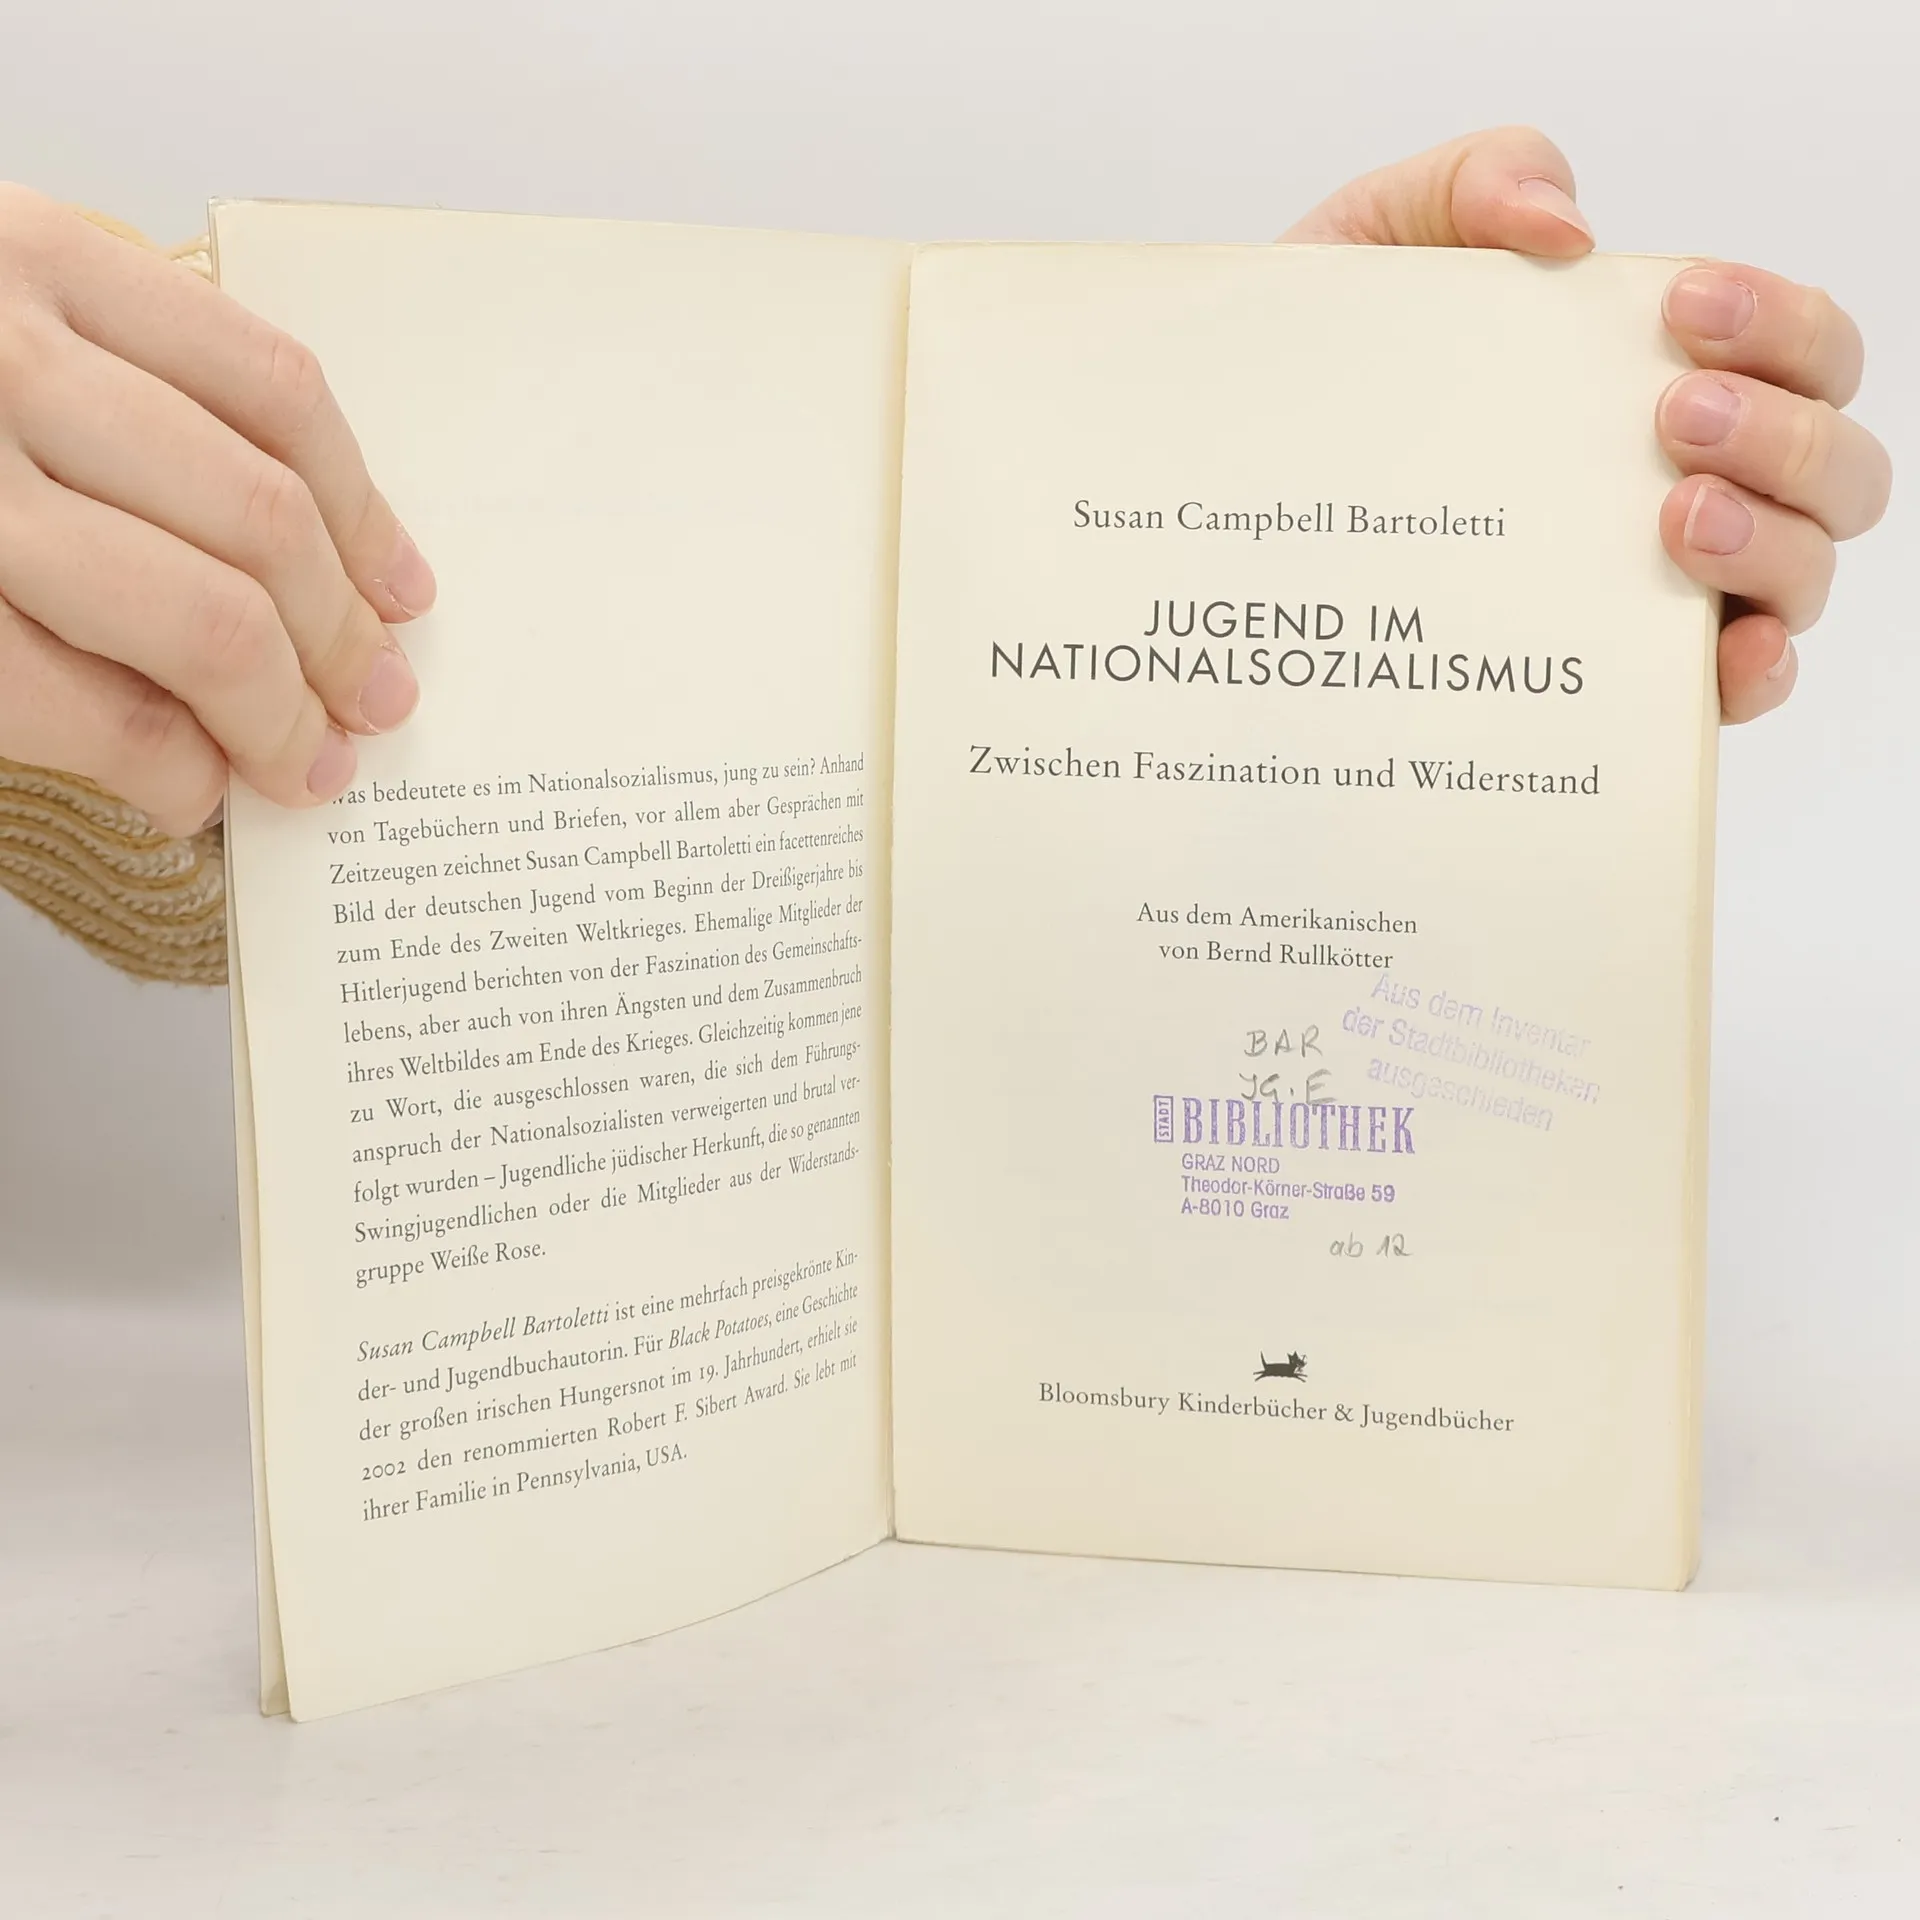 Was bedeutete es im Nationalsozialismus, jung zu sein? Anhand
von Tagebüchern und Briefen, vor allem aber Gesprächen mit
Zeitzeugen zeichnet Susan Campbell Bartoletti ein facettenreiches
Bild der deutschen Jugend vom Beginn der Dreißigerjahre bis
zum Ende des Zweiten Weltkrieges. Ehemalige Mitglieder der
Hitlerjugend berichten von der Faszination des Gemeinschafts-
lebens, aber auch von ihren Ängsten und dem Zusammenbruch
ihres Weltbildes am Ende des Krieges. Gleichzeitig kommen jene
zu Wort, die ausgeschlossen waren, die sich dem Führungs-
anspruch der Nationalsozialisten verweigerten und brutal ver-
folgt wurden – Jugendliche jüdischer Herkunft, die so genannten
Swingjugendlichen oder die Mitglieder aus der Widerstands-
gruppe Weiße Rose.
Susan Campbell Bartoletti ist eine mehrfach preisgekrönte Kin-
der- und Jugendbuchautorin. Für Black Potatoes, eine Geschichte
der großen irischen Hungersnot im 19. Jahrhundert, erhielt sie
2002 den renommierten Robert F. Sibert Award. Sie lebt mit
ihrer Familie in Pennsylvania, USA.
Susan Campbell Bartoletti
JUGEND IM
NATIONALSOZIALISMUS
Zwischen Faszination und Widerstand
Aus dem Amerikanischen
von Bernd Rullkötter
Aus dem Inventar
der Stadtbibliotheken
ausgeschieden
BAR
JG.E
STADT BIBLIOTHEK
GRAZ NORD
Theodor-Körner-Straße 59
A-8010 Graz
ab 12
Bloomsbury Kinderbücher & Jugendbücher